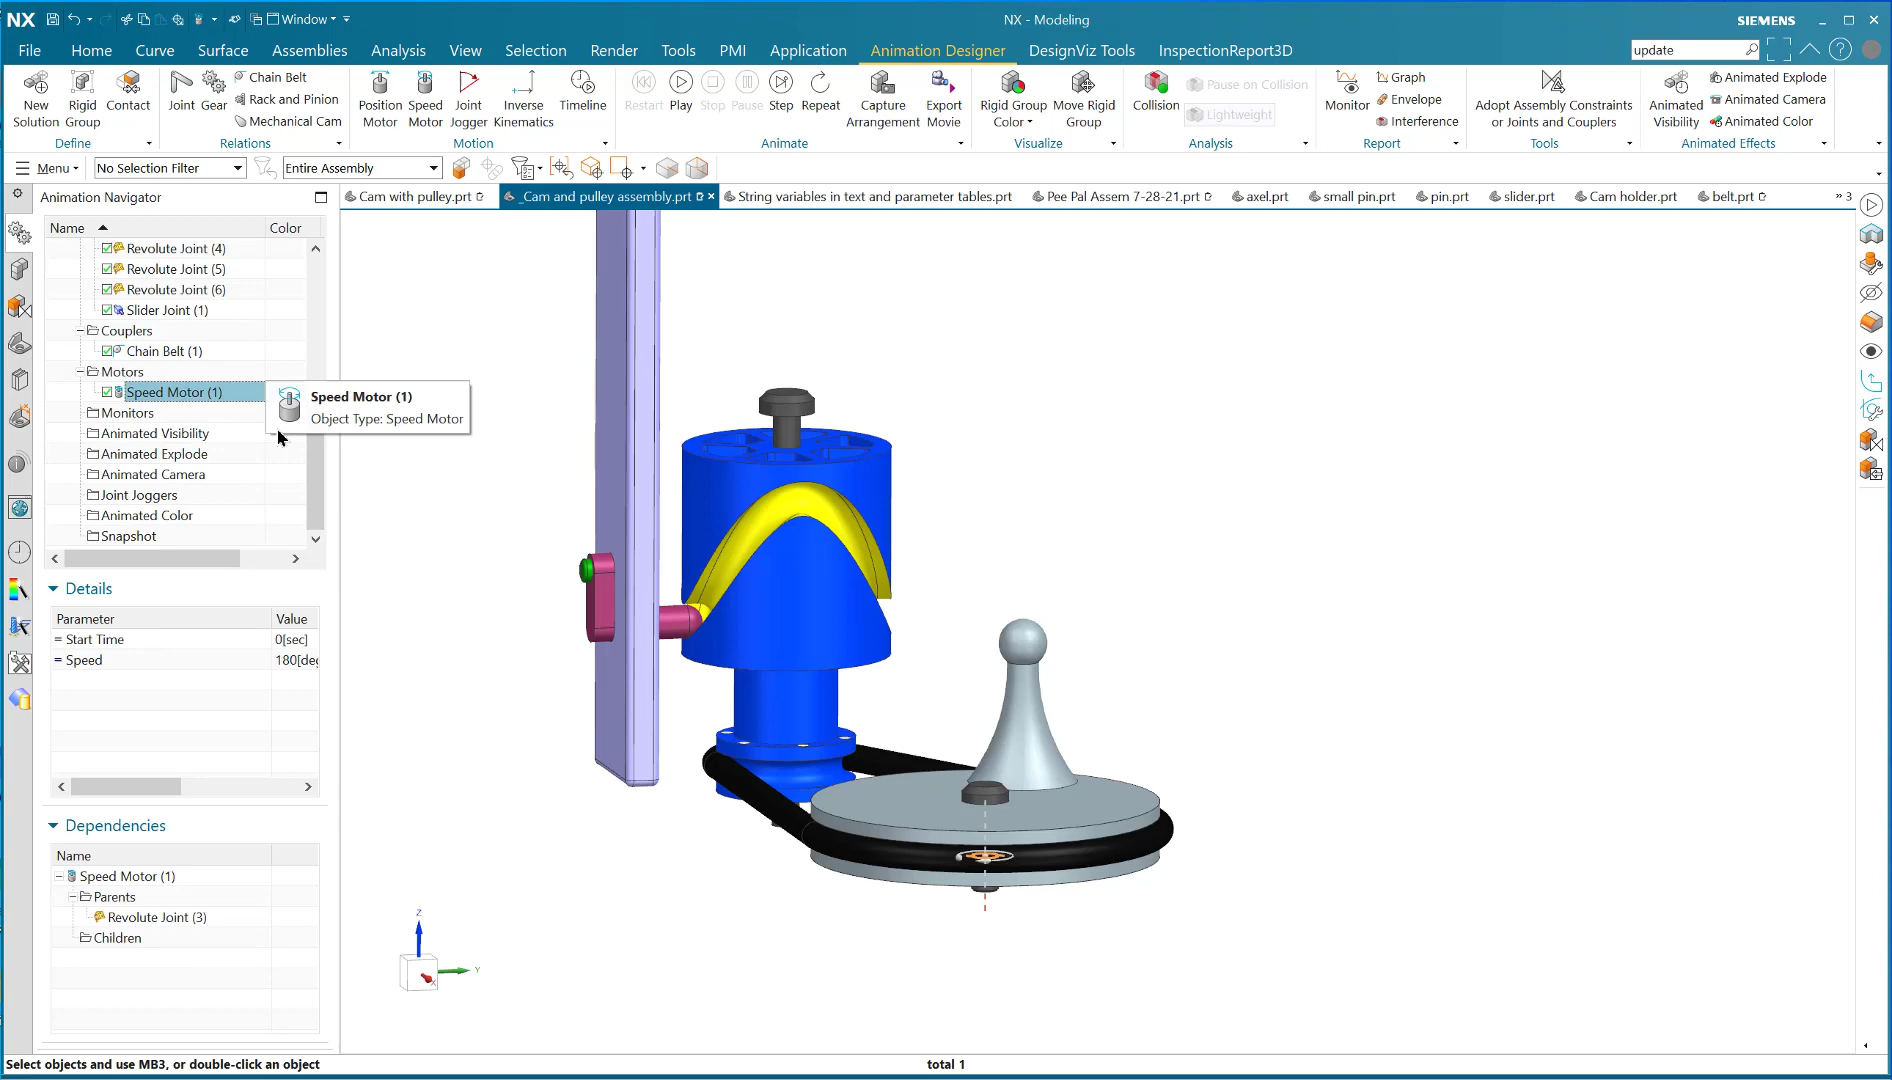 NX
Window
NX - Modeling
SIEMENS
File
Home
Curve
Surface
Assemblies
Analysis
View
Selection
Render
Tools
PMI
Application
Animation Designer
DesignViz Tools
InspectionReport3D
update
New Solution
Rigid Group
Contact
Define
Joint
Gear
Chain Belt
Rack and Pinion
Mechanical Cam
Relations
Position Motor
Speed Motor
Joint Jogger
Inverse Kinematics
Timeline
Motion
Restart
Play
Stop
Pause
Step
Repeat
Capture Arrangement
Export Movie
Animate
Rigid Group Color
Move Rigid Group
Visualize
Collision
Pause on Collision
Lightweight
Analysis
Monitor
Graph
Envelope
Interference
Report
Adopt Assembly Constraints or Joints and Couplers
Tools
Animated Visibility
Animated Explode
Animated Camera
Animated Color
Animated Effects
Menu
No Selection Filter
Entire Assembly
Animation Navigator
Cam with pulley.prt
_Cam and pulley assembly.prt
String variables in text and parameter tables.prt
Pee Pal Assem 7-28-21.prt
axel.prt
small pin.prt
pin.prt
slider.prt
Cam holder.prt
belt.prt
3
Name
Color
Revolute Joint (4)
Revolute Joint (5)
Revolute Joint (6)
Slider Joint (1)
Couplers
Chain Belt (1)
Motors
Speed Motor (1)
Monitors
Animated Visibility
Animated Explode
Animated Camera
Joint Joggers
Animated Color
Snapshot
Speed Motor (1)
Object Type: Speed Motor
Details
Parameter
Value
= Start Time
0[sec]
= Speed
180[deg
Dependencies
Name
Speed Motor (1)
Parents
Revolute Joint (3)
Children
Z
Y
X
Select objects and use MB3, or double-click an object
total 1